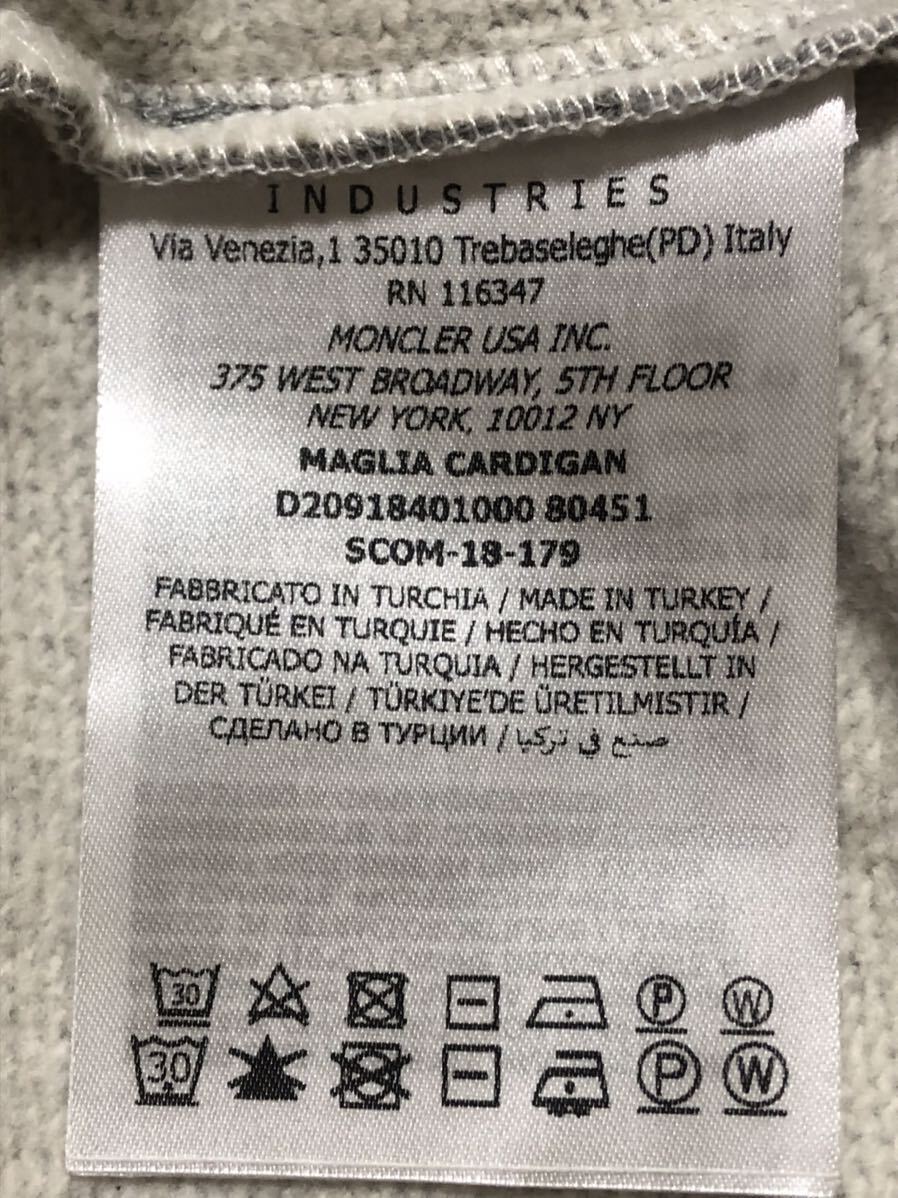 INDUSTRIES
Via Venezia,1 35010 Trebaseleghe(PD) Italy
RN 116347
MONCLER USA INC.
375 WEST BROADWAY, 5TH FLOOR
NEW YORK, 10012 NY
MAGLIA CARDIGAN
D20918401000 80451
SCOM-18-179
FABBRICATO IN TURCHIA / MADE IN TURKEY /
FABRIQUÉ EN TURQUIE / HECHO EN TURQUÍA /
FABRICADO NA TURQUIA / HERGESTELLT IN
DER TÜRKEI / TÜRKIYE'DE ÜRETILMISTIR /
СДЕЛАНО В ТУРЦИИ / صنع في تركيا
30 P W
30 P W